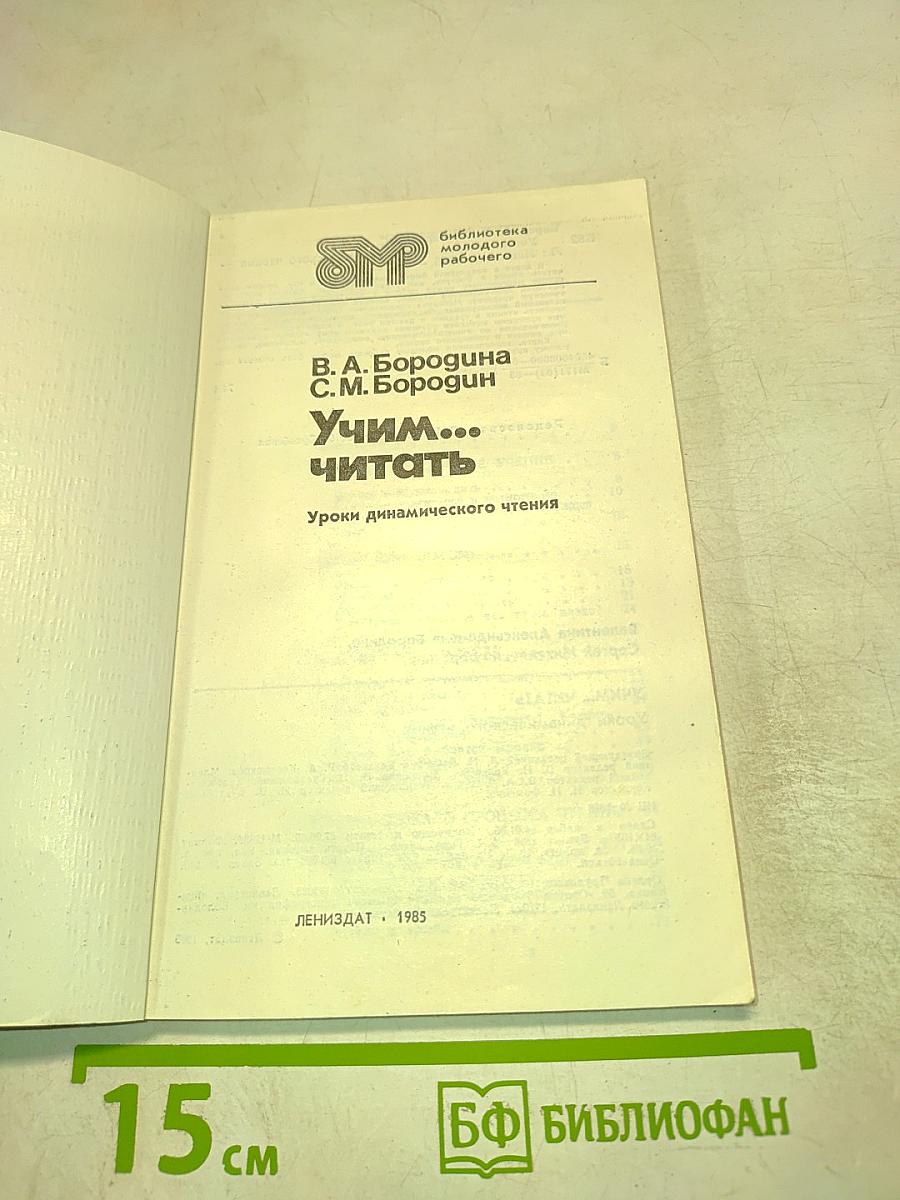 бмр
библиотека
молодого
рабочего
В. А. Бородина
С. М. Бородин
Учим...
читать
Уроки динамического чтения
ЛЕНИЗДАТ • 1985
15 см
БФ БИБЛИОФАН